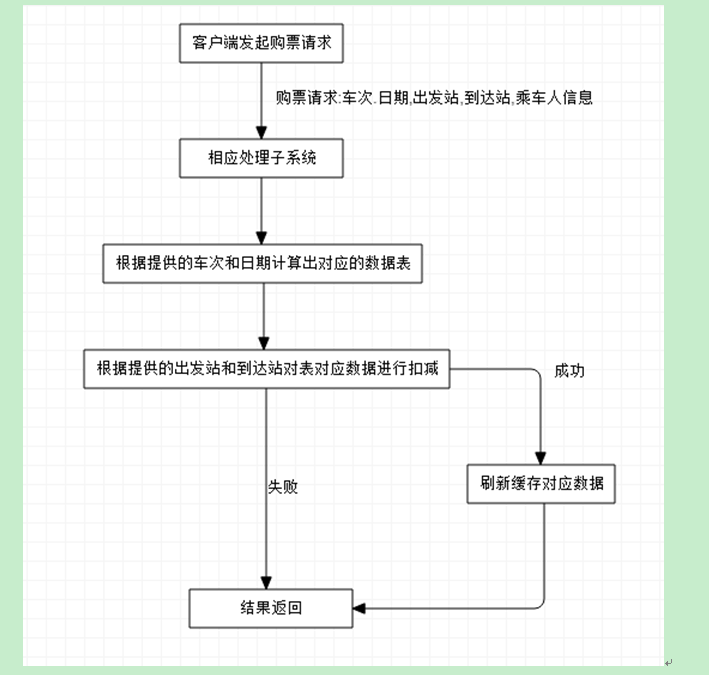 客户端发起购票请求
购票请求:车次.日期,出发站,到达站,乘车人信息
相应处理子系统
根据提供的车次和日期计算出对应的数据表
根据提供的出发站和到达站对表对应数据进行扣减
成功
刷新缓存对应数据
失败
结果返回